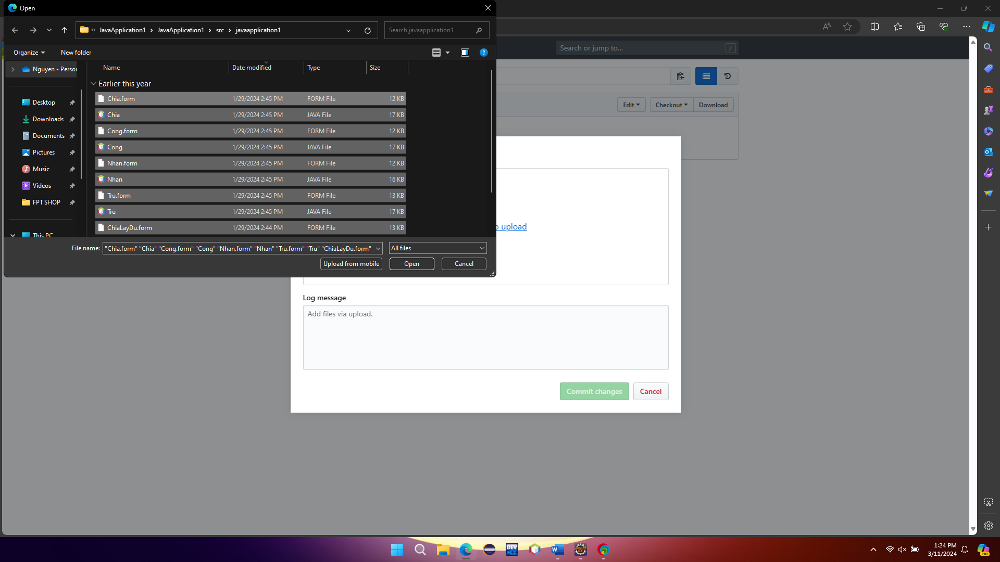 Open
« JavaApplication1 › JavaApplication1 › src › javaapplication1
Search javaapplication1
Organize
New folder
Name Date modified Type Size
Nguyen - Person
Desktop
Downloads
Documents
Pictures
Music
Videos
FPT SHOP
This PC
Earlier this year
Chia.form 1/29/2024 2:45 PM FORM File 12 KB
Chia 1/29/2024 2:45 PM JAVA File 17 KB
Cong.form 1/29/2024 2:45 PM FORM File 12 KB
Cong 1/29/2024 2:45 PM JAVA File 17 KB
Nhan.form 1/29/2024 2:45 PM FORM File 12 KB
Nhan 1/29/2024 2:45 PM JAVA File 16 KB
Tru.form 1/29/2024 2:45 PM FORM File 13 KB
Tru 1/29/2024 2:45 PM JAVA File 17 KB
ChiaLayDu.form 1/29/2024 2:44 PM FORM File 13 KB
File name: "Chia.form" "Chia" "Cong.form" "Cong" "Nhan.form" "Nhan" "Tru.form" "Tru" "ChiaLayDu.form" All files
Upload from mobile Open Cancel
Search or jump to... /
Edit Checkout Download
upload
Log message
Add files via upload.
Commit changes Cancel
DEV
W
Java EE
IDE
PRE
1:24 PM
3/11/2024